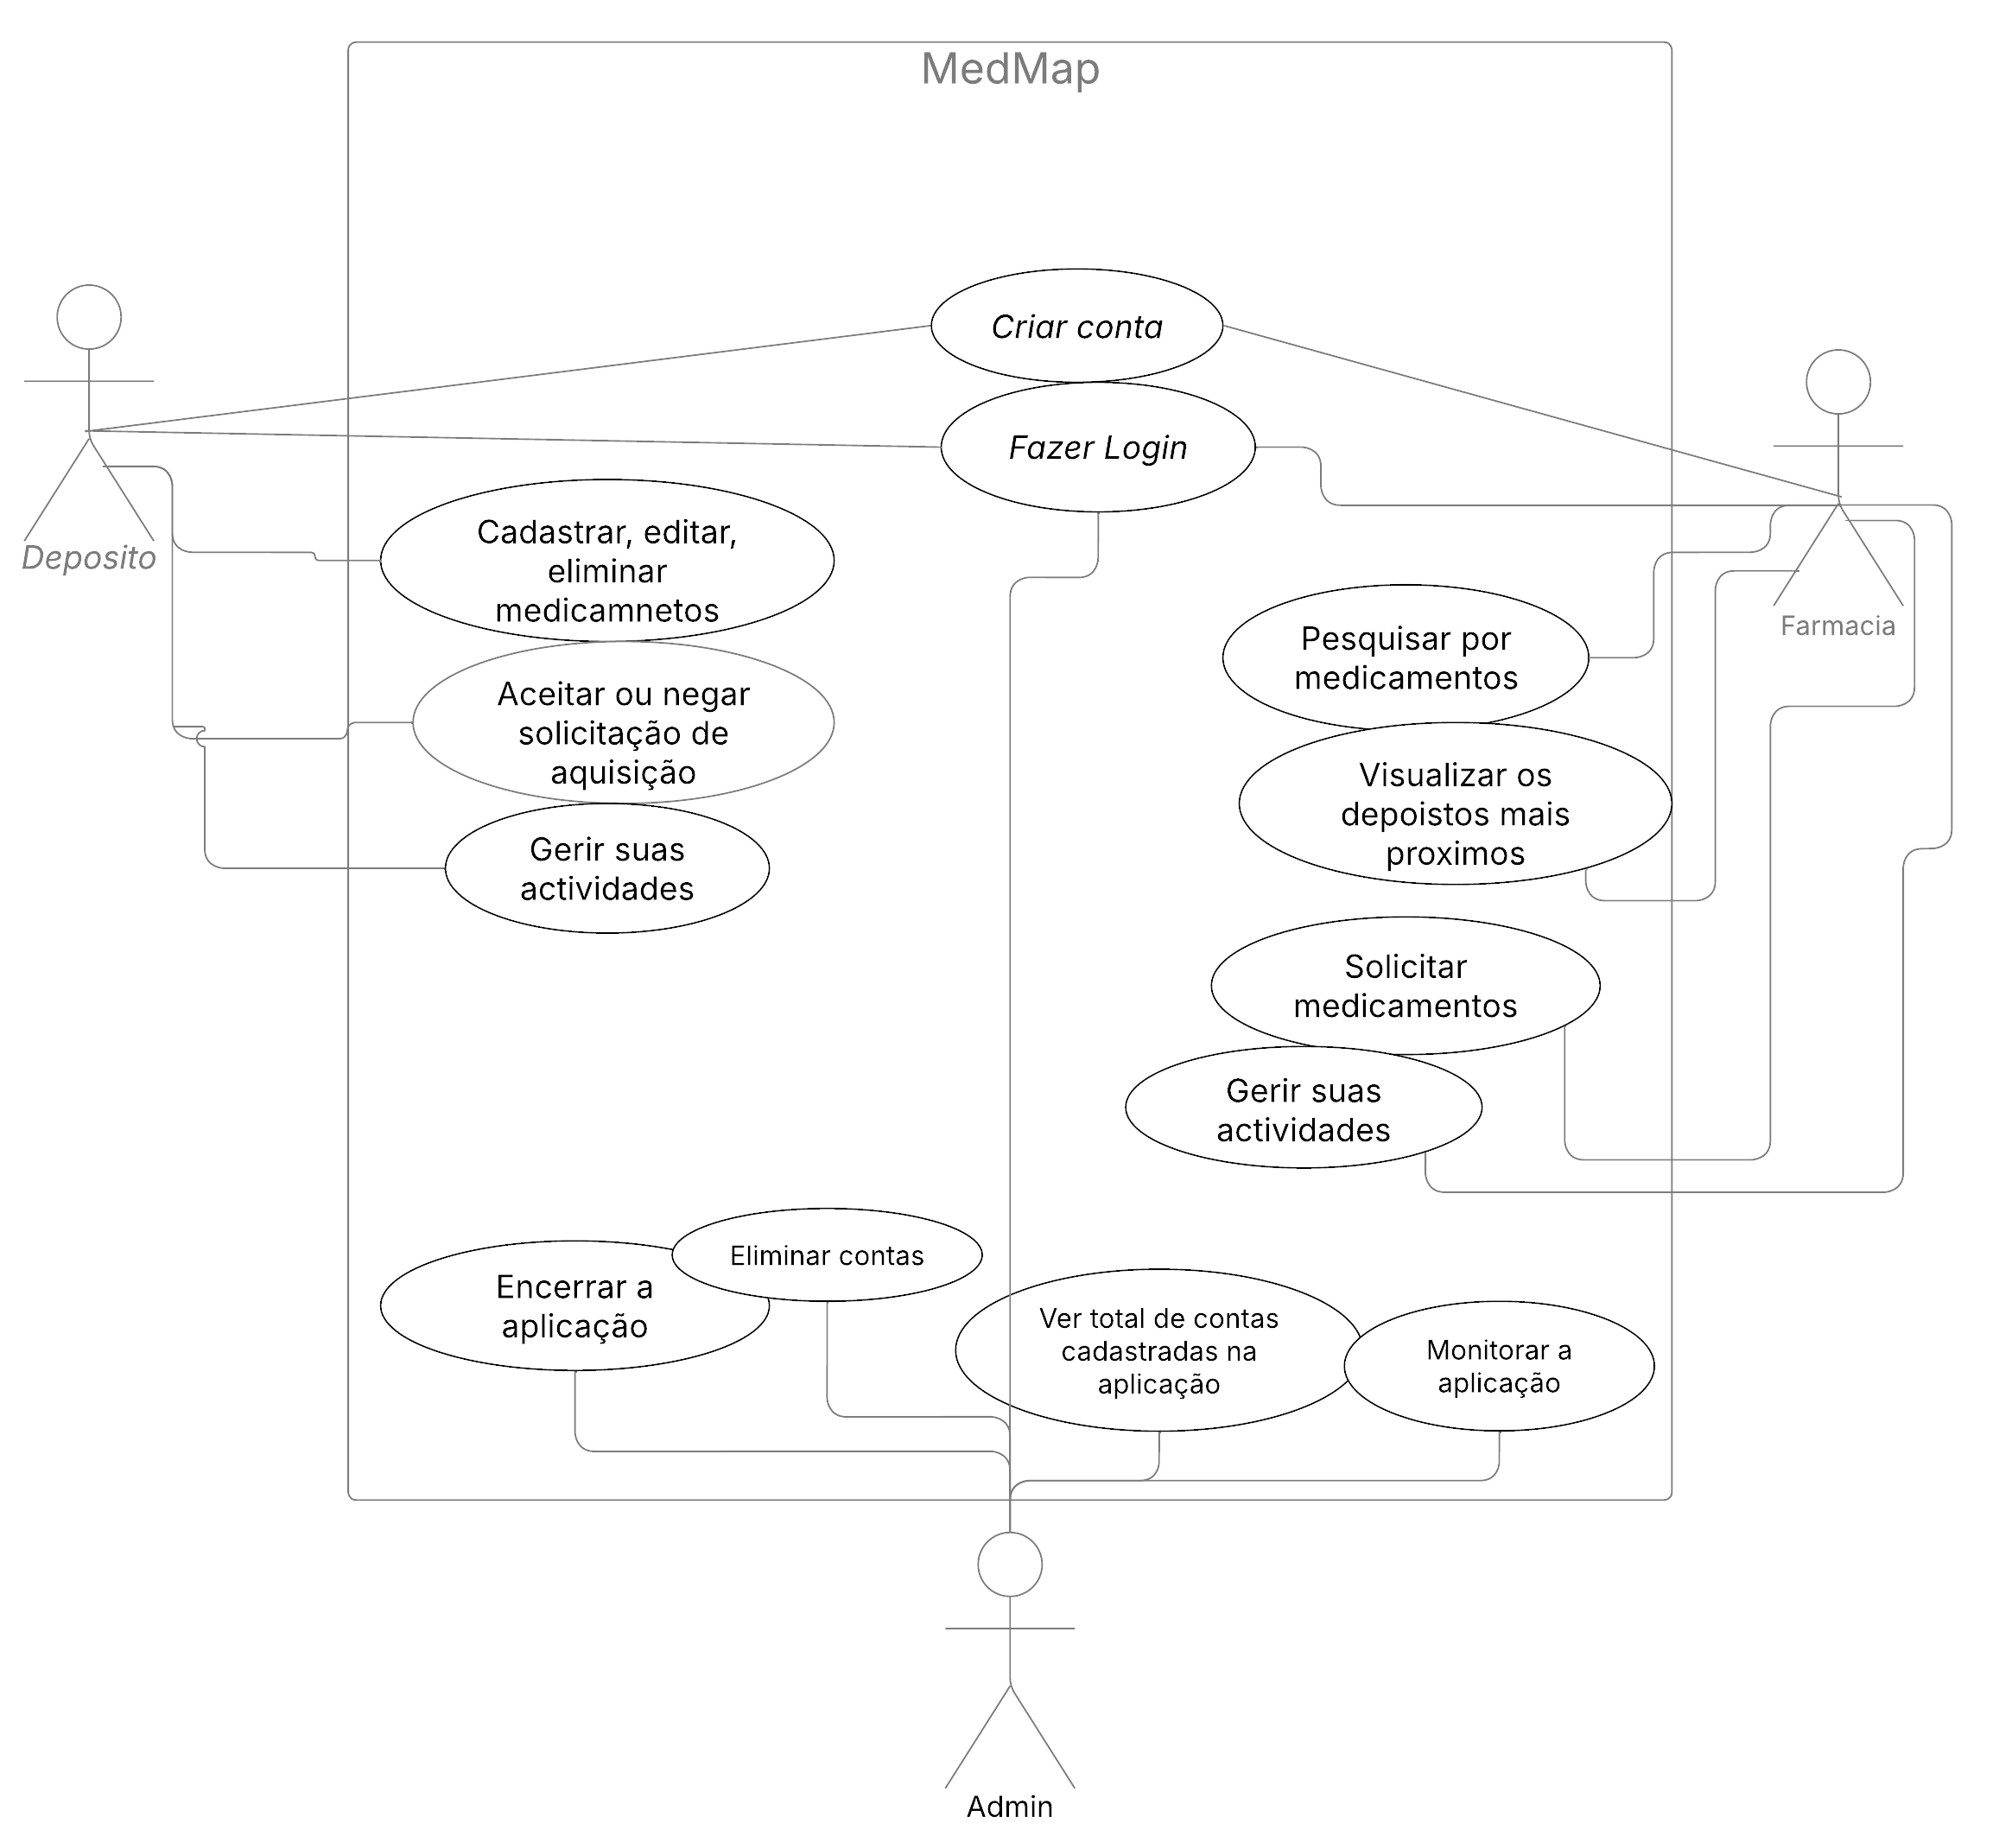 MedMap
Criar conta
Fazer Login
Deposito
Cadastrar, editar,
eliminar
medicamnetos
Farmacia
Pesquisar por
medicamentos
Aceitar ou negar
solicitação de
aquisição
Visualizar os
depoistos mais
proximos
Gerir suas
actividades
Solicitar
medicamentos
Gerir suas
actividades
Eliminar contas
Encerrar a
aplicação
Ver total de contas
cadastradas na
aplicação
Monitorar a
aplicação
Admin